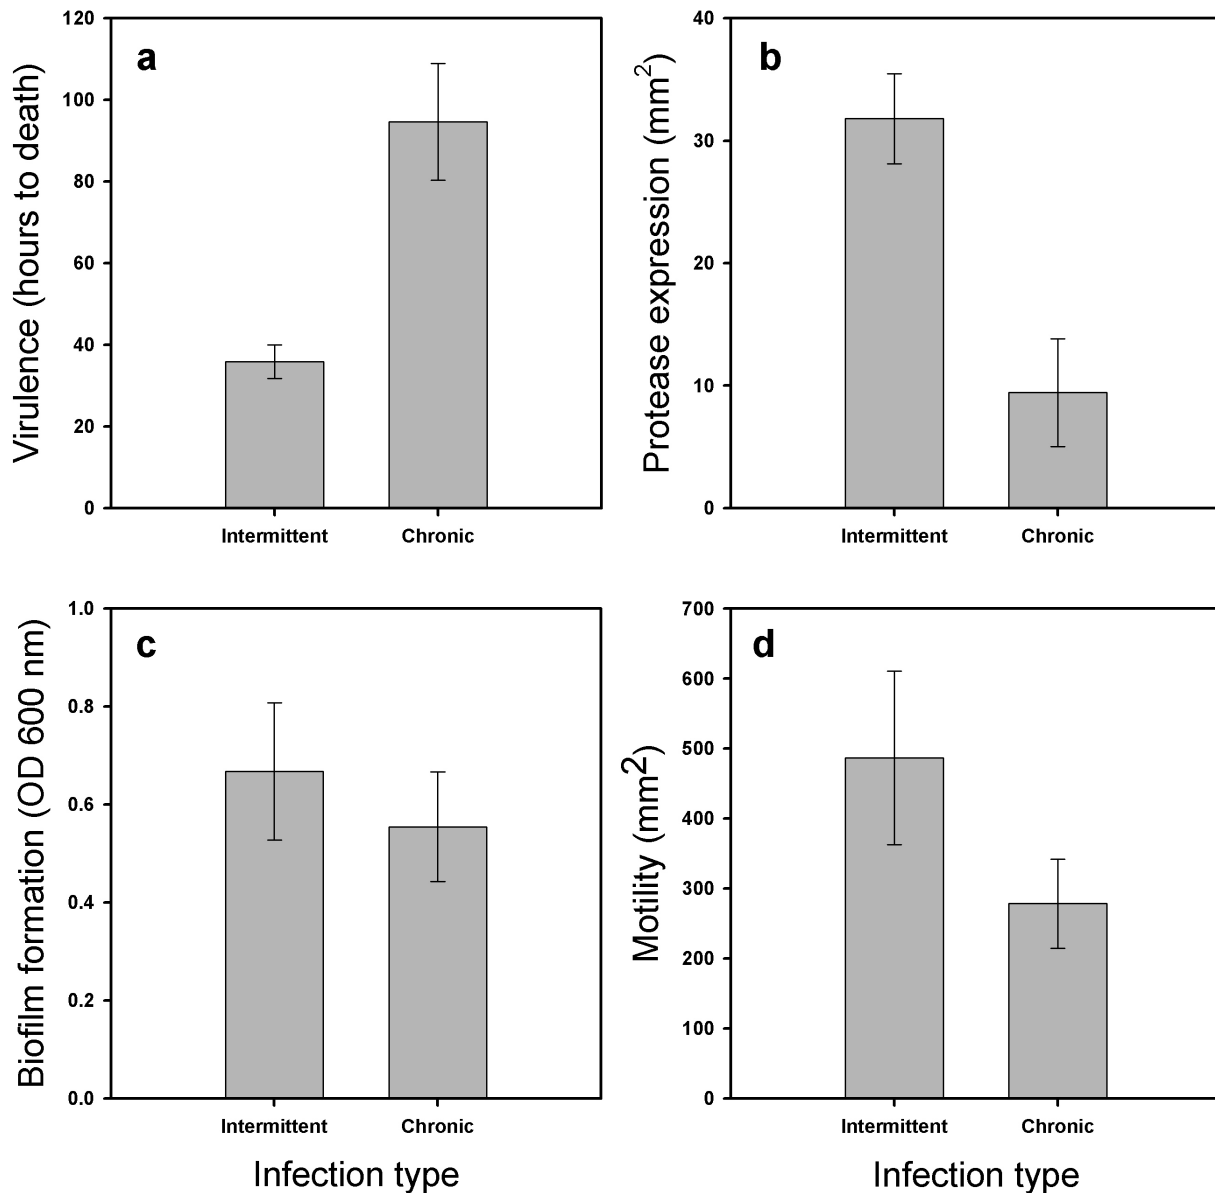 a
Virulence (hours to death)
120
100
80
60
40
20
0
Intermittent Chronic
b
Protease expression (mm²)
40
30
20
10
0
Intermittent Chronic
c
Biofilm formation (OD 600 nm)
1.0
0.8
0.6
0.4
0.2
0.0
Intermittent Chronic
Infection type
d
Motility (mm²)
700
600
500
400
300
200
100
0
Intermittent Chronic
Infection type